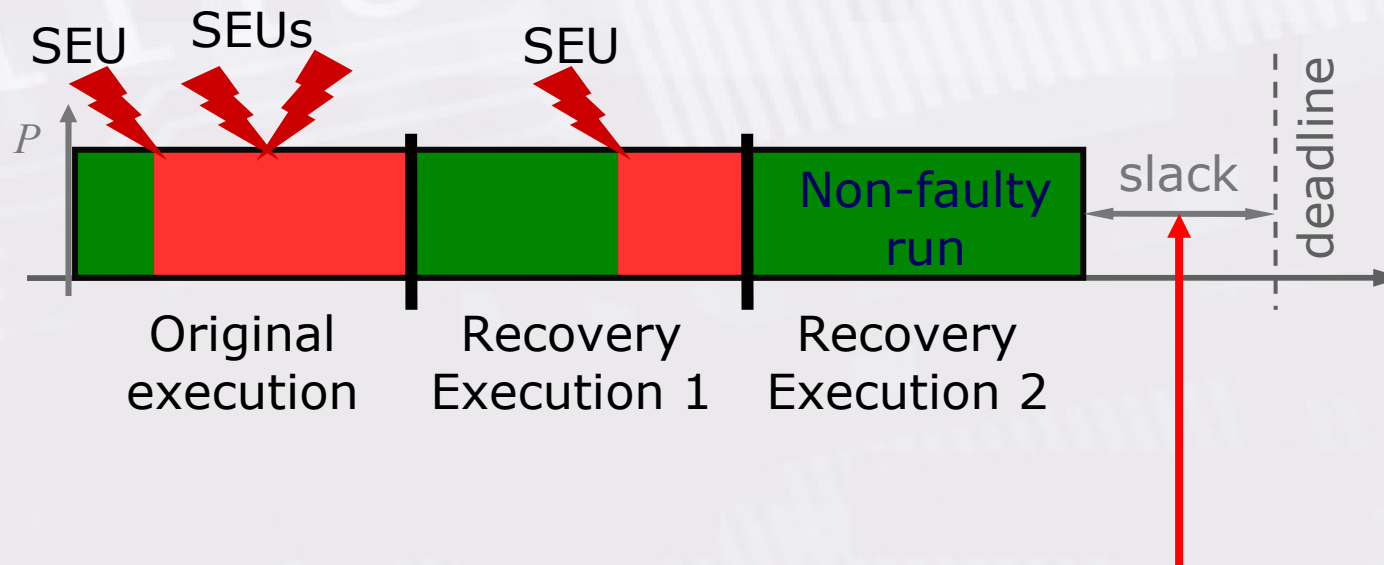 SEU
SEUs
SEU
deadline
P
slack
Non-faulty
run
Original
execution
Recovery
Execution 1
Recovery
Execution 2